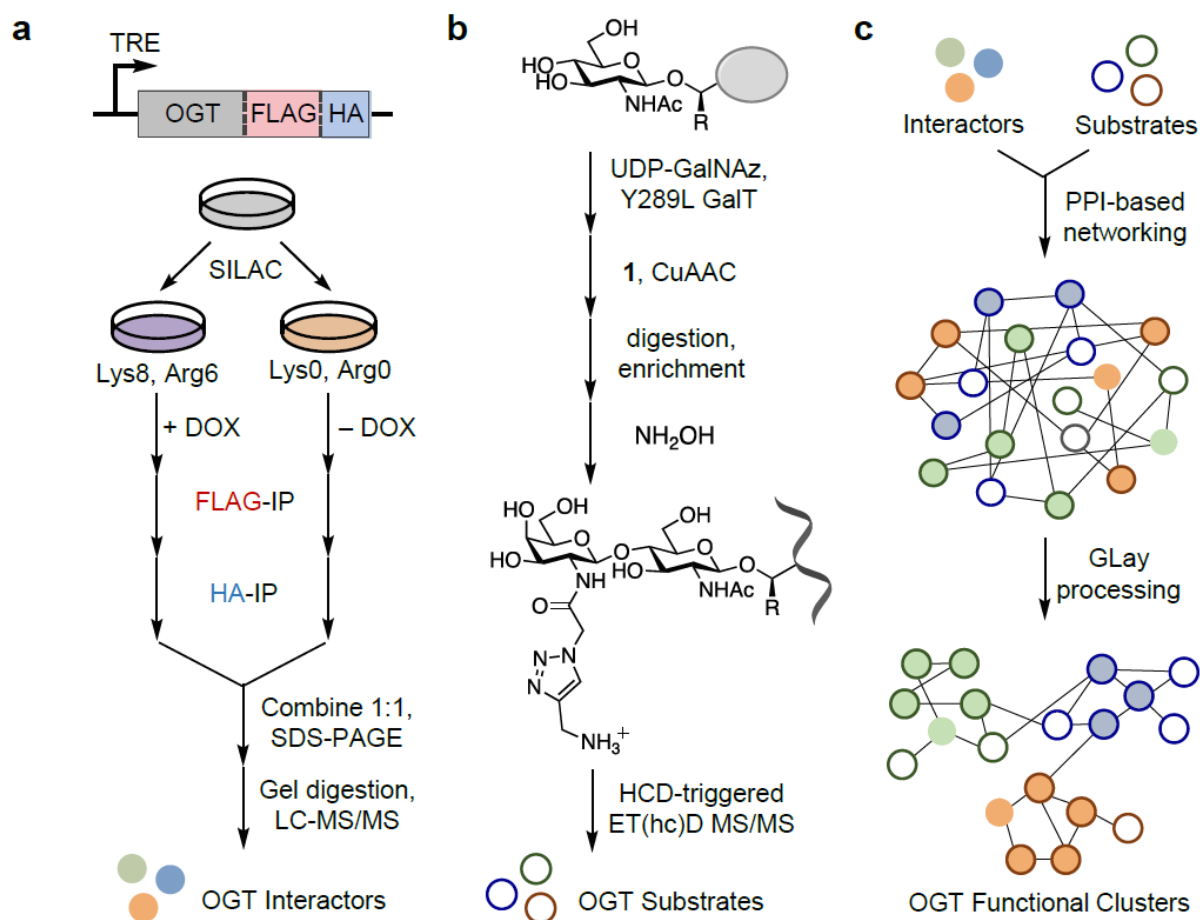 a
TRE
OGT FLAG HA
SILAC
Lys8, Arg6 Lys0, Arg0
+ DOX – DOX
FLAG-IP
HA-IP
Combine 1:1,
SDS-PAGE
Gel digestion,
LC-MS/MS
OGT Interactors
b
OH
HO
HO
O
O
NHAc
R
UDP-GalNAz,
Y289L GalT
1, CuAAC
digestion,
enrichment
NH₂OH
OH
OH
O
HO
NH
O
OH
O
HO
O
NHAc
R
O
N
N
N
NH₃⁺
HCD-triggered
ET(hc)D MS/MS
OGT Substrates
c
Interactors Substrates
PPI-based
networking
GLay
processing
OGT Functional Clusters